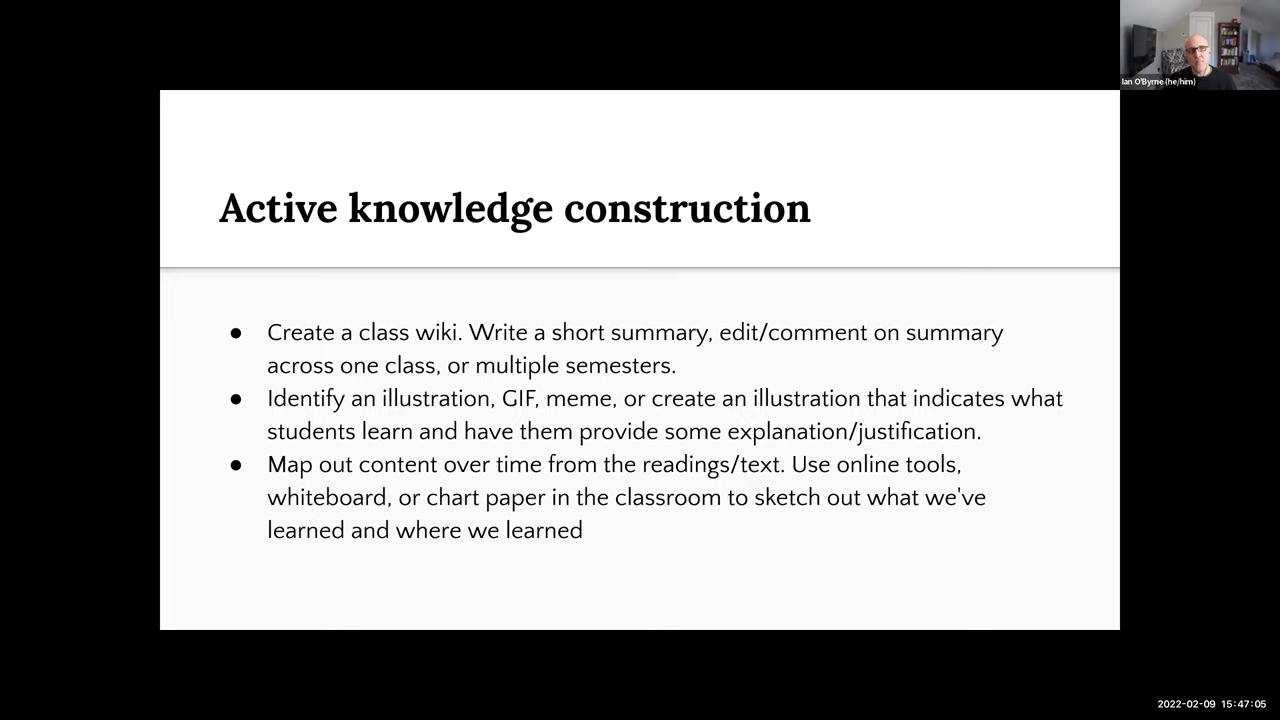 Ian O'Byrne (he/him)
Active knowledge construction
● Create a class wiki. Write a short summary, edit/comment on summary
across one class, or multiple semesters.
● Identify an illustration, GIF, meme, or create an illustration that indicates what
students learn and have them provide some explanation/justification.
● Map out content over time from the readings/text. Use online tools,
whiteboard, or chart paper in the classroom to sketch out what we've
learned and where we learned
2022-02-09 15:47:05